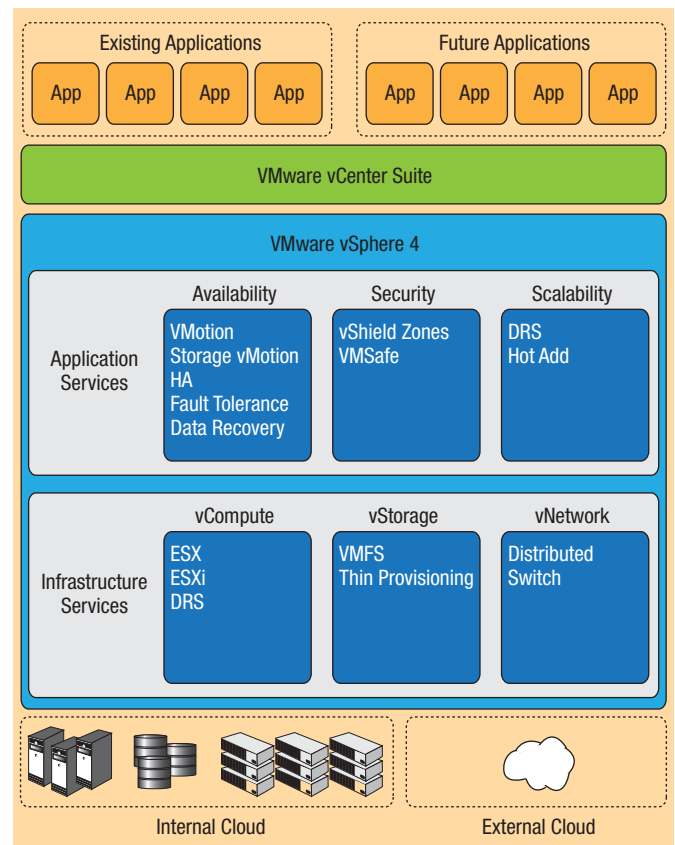 Existing Applications
Future Applications
App App App App
App App App App
VMware vCenter Suite
VMware vSphere 4
Application
Services
Availability
VMotion
Storage vMotion
HA
Fault Tolerance
Data Recovery
Security
vShield Zones
VMSafe
Scalability
DRS
Hot Add
Infrastructure
Services
vCompute
ESX
ESXi
DRS
vStorage
VMFS
Thin Provisioning
vNetwork
Distributed
Switch
Internal Cloud
External Cloud